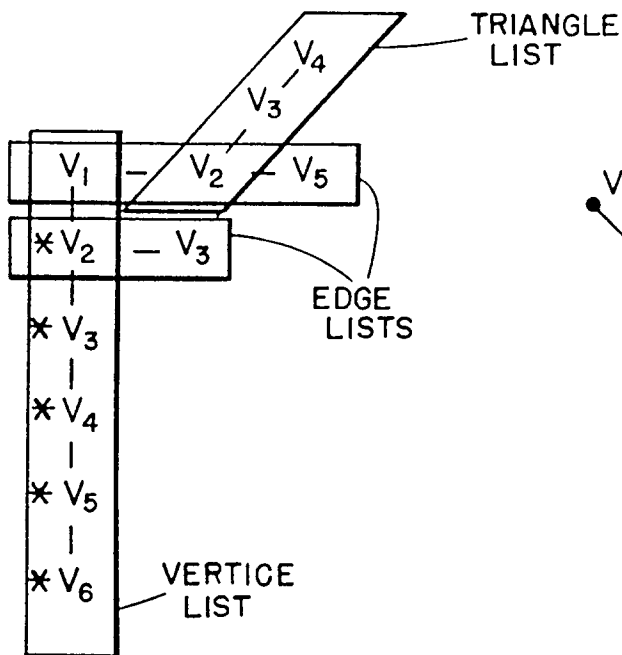 TRIANGLE
LIST
V4
V3
V1 – V2 – V5
V
* V2 – V3
EDGE
LISTS
* V3
* V4
* V5
* V6
VERTICE
LIST